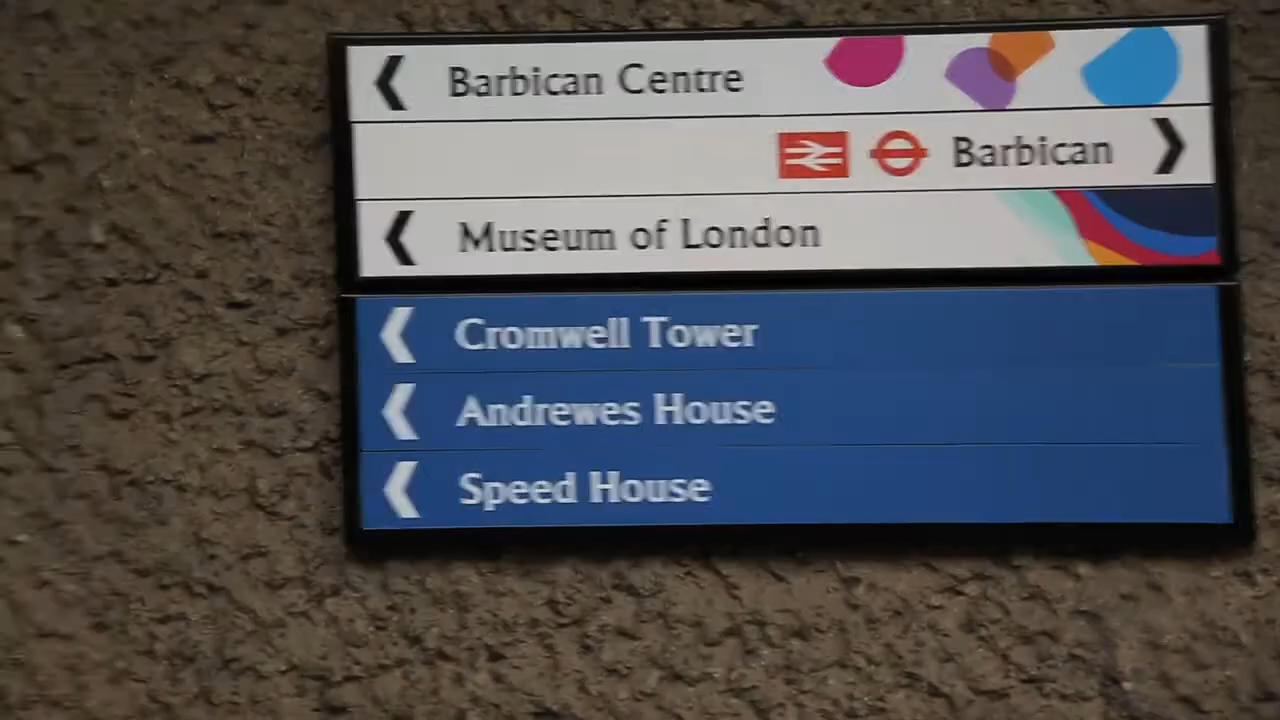 Barbican Centre
Barbican
Museum of London
Cromwell Tower
Andrewes House
Speed House